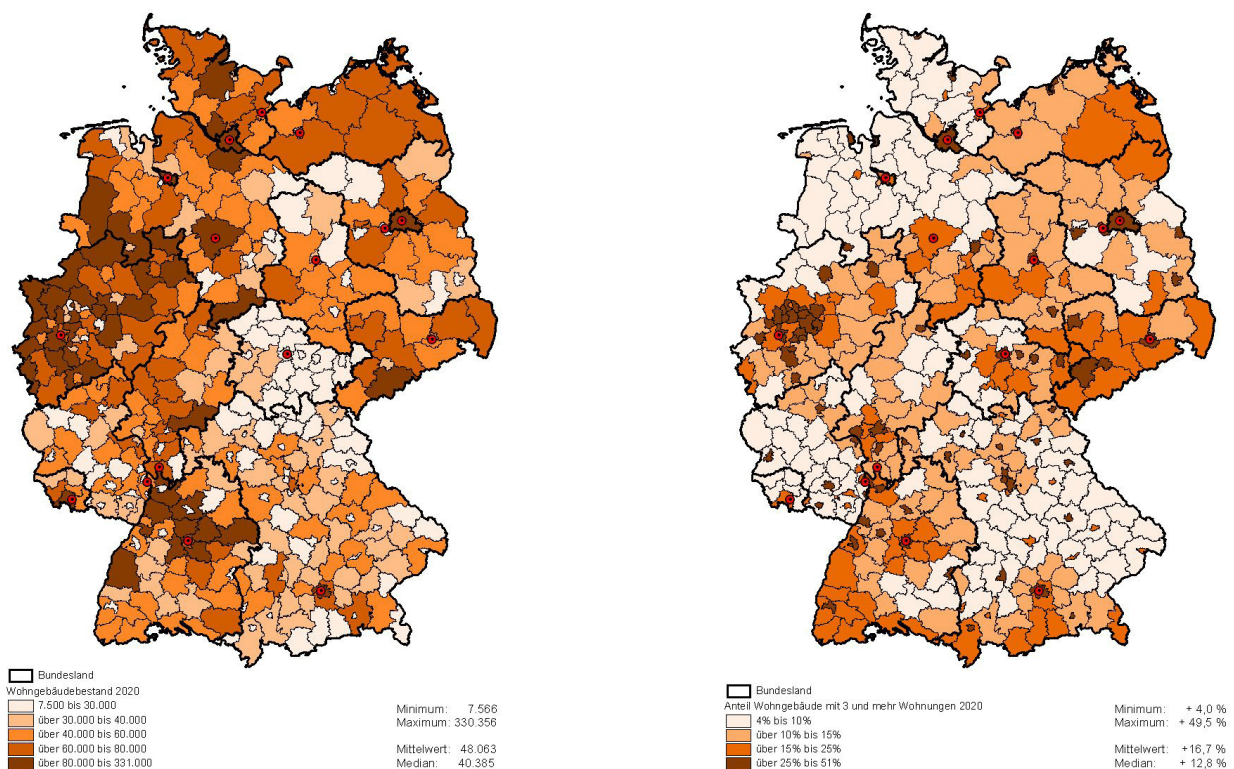 Bundesland
Wohngebäudebestand 2020
7.500 bis 30.000
über 30.000 bis 40.000
über 40.000 bis 60.000
über 60.000 bis 80.000
über 80.000 bis 331.000
Minimum: 7.566
Maximum: 330.356
Mittelwert: 48.063
Median: 40.385
Bundesland
Anteil Wohngebäude mit 3 und mehr Wohnungen 2020
4% bis 10%
über 10% bis 15%
über 15% bis 25%
über 25% bis 51%
Minimum: + 4,0 %
Maximum: + 49,5 %
Mittelwert: +16,7 %
Median: + 12,8 %